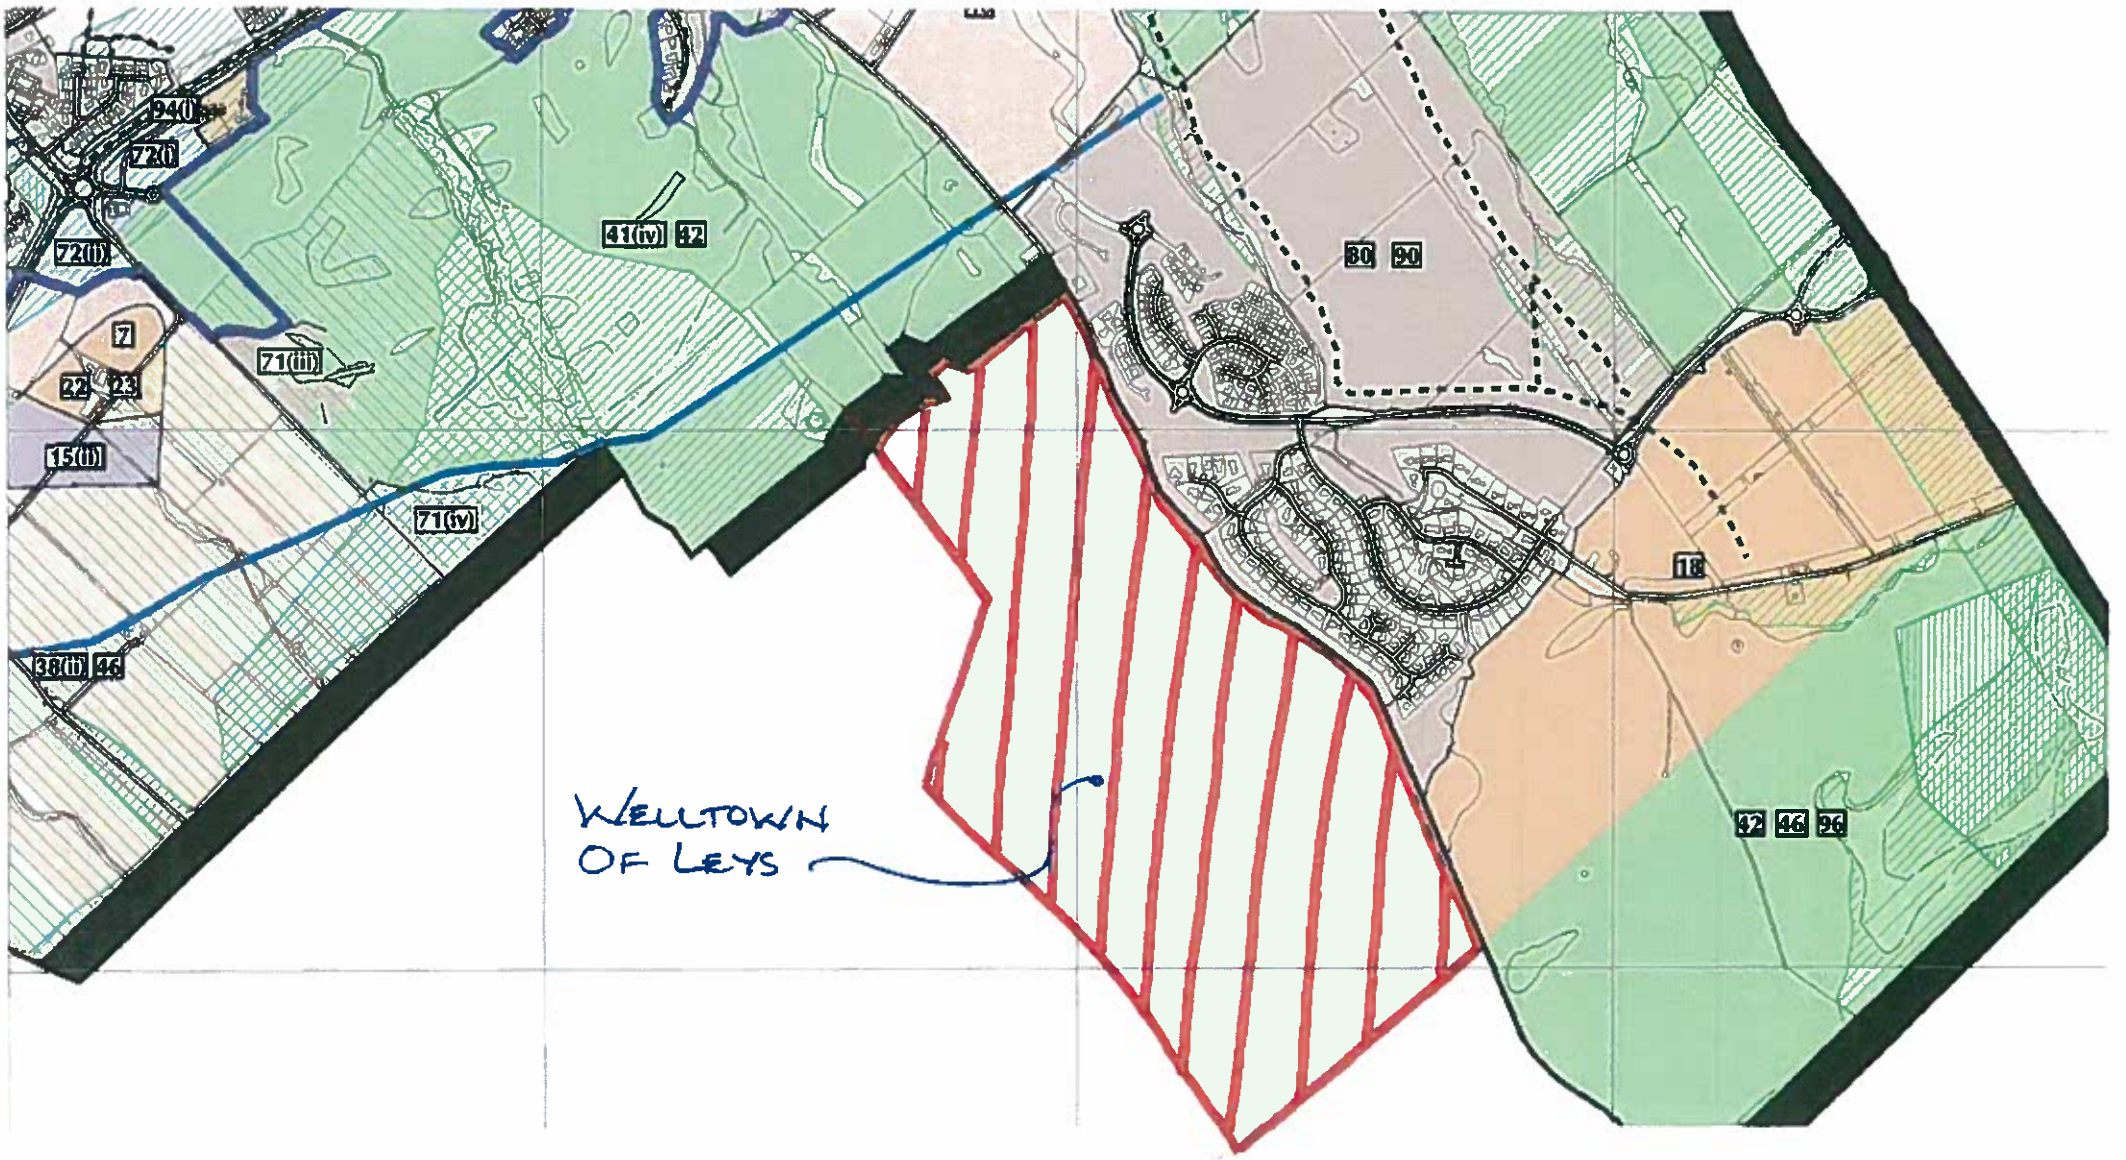 94(i)
72(i)
72(ii)
41(iv) 42
80 90
7
71(iii)
22 23
15(ii)
71(iv)
18
38(ii) 46
WELLTOWN
OF LEYS
42 46 96